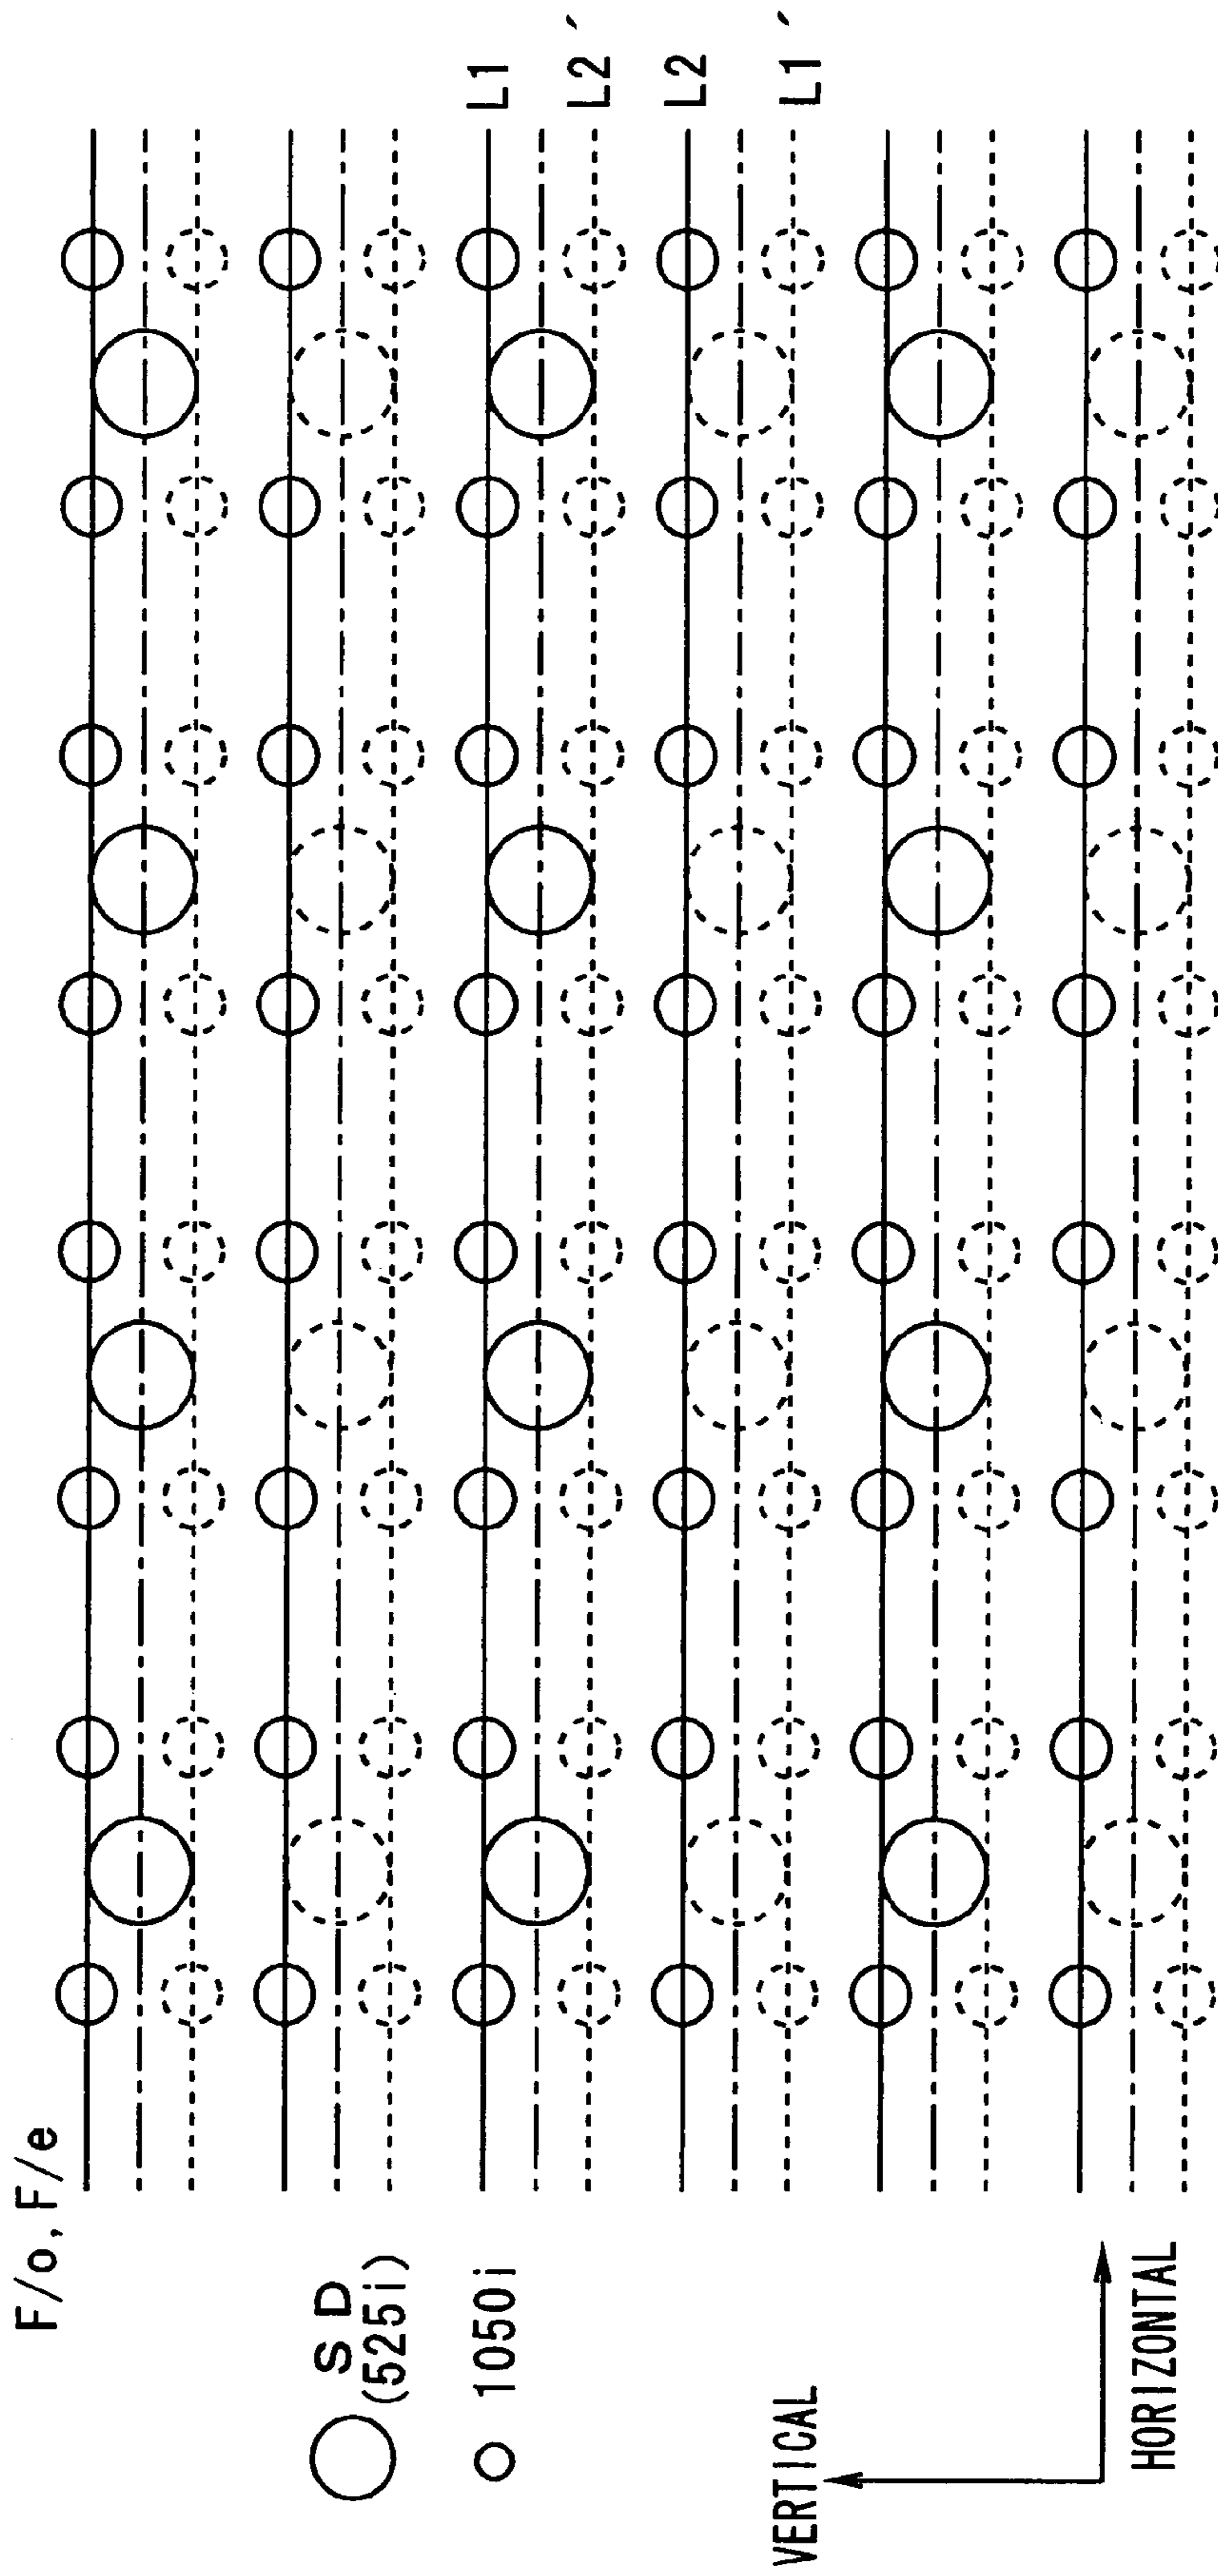 F/o, F/e
SD
(525i)
1050i
VERTICAL
HORIZONTAL
L1
L2´
L2
L1´